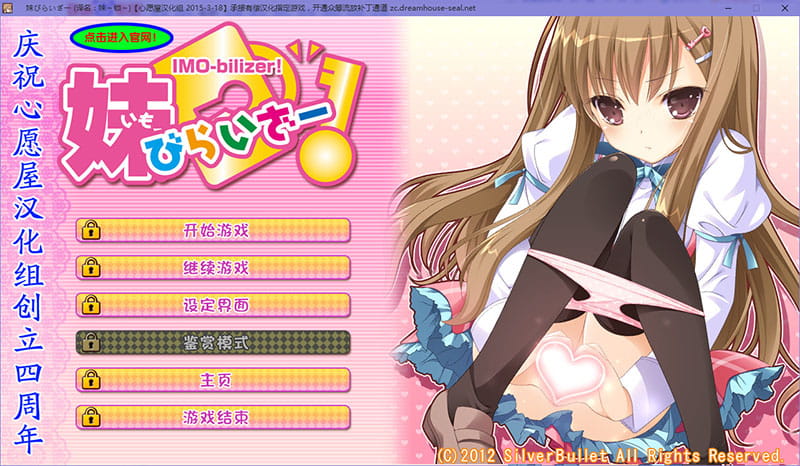 妹びらいざー (译名：妹～锁～)【心愿屋汉化组 2015-3-18】承接有偿汉化指定游戏，开通众筹流放补丁通道 zc.dreamhouse-seal.net
点击进入官网！
IMO-bilizer!
妹
いも
びらいざー！
庆祝心愿屋汉化组创立四周年
开始游戏
继续游戏
设定界面
鉴赏模式
主页
游戏结束
(C)2012 SilverBullet All Rights Reserved.